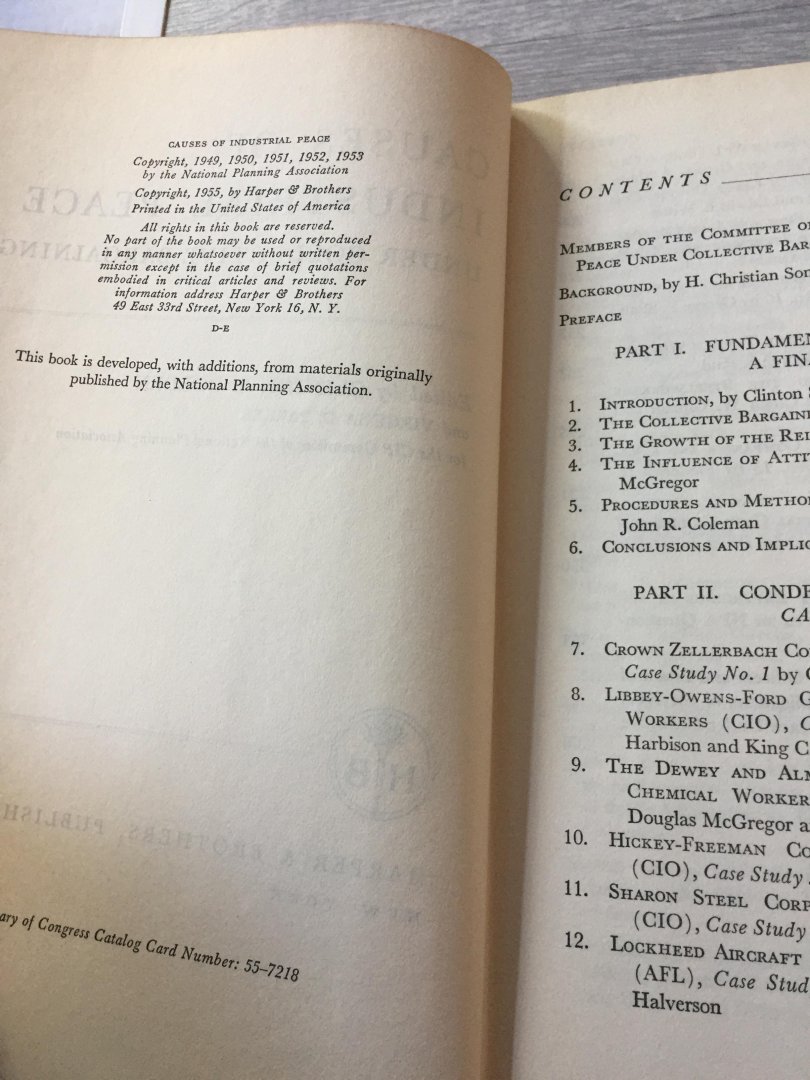 CAUSES OF INDUSTRIAL PEACE
Copyright, 1949, 1950, 1951, 1952, 1953
by the National Planning Association
Copyright, 1955, by Harper & Brothers
Printed in the United States of America
All rights in this book are reserved.
No part of the book may be used or reproduced
in any manner whatsoever without written per-
mission except in the case of brief quotations
embodied in critical articles and reviews. For
information address Harper & Brothers
49 East 33rd Street, New York 16, N. Y.
D-E
This book is developed, with additions, from materials originally
published by the National Planning Association.
ary of Congress Catalog Card Number: 55-7218
CONTENTS
MEMBERS OF THE COMMITTEE
PEACE UNDER COLLECTIVE BAR
BACKGROUND, by H. Christian Son
PREFACE
PART I. FUNDAMEN
A FINA
1. INTRODUCTION, by Clinton S
2. THE COLLECTIVE BARGAINI
3. THE GROWTH OF THE REL
4. THE INFLUENCE OF ATTIT
McGregor
5. PROCEDURES AND METHO
John R. Coleman
6. CONCLUSIONS AND IMPLIC
PART II. CONDE
CA
7. CROWN ZELLERBACH CO
Case Study No. 1 by
8. LIBBEY-OWENS-FORD G
WORKERS (CIO), C
Harbison and King C
9. THE DEWEY AND ALM
CHEMICAL WORKER
Douglas McGregor a
10. HICKEY-FREEMAN CO
(CIO), Case Study
11. SHARON STEEL CORP
(CIO), Case Study
12. LOCKHEED AIRCRAFT
(AFL), Case Stud
Halverson